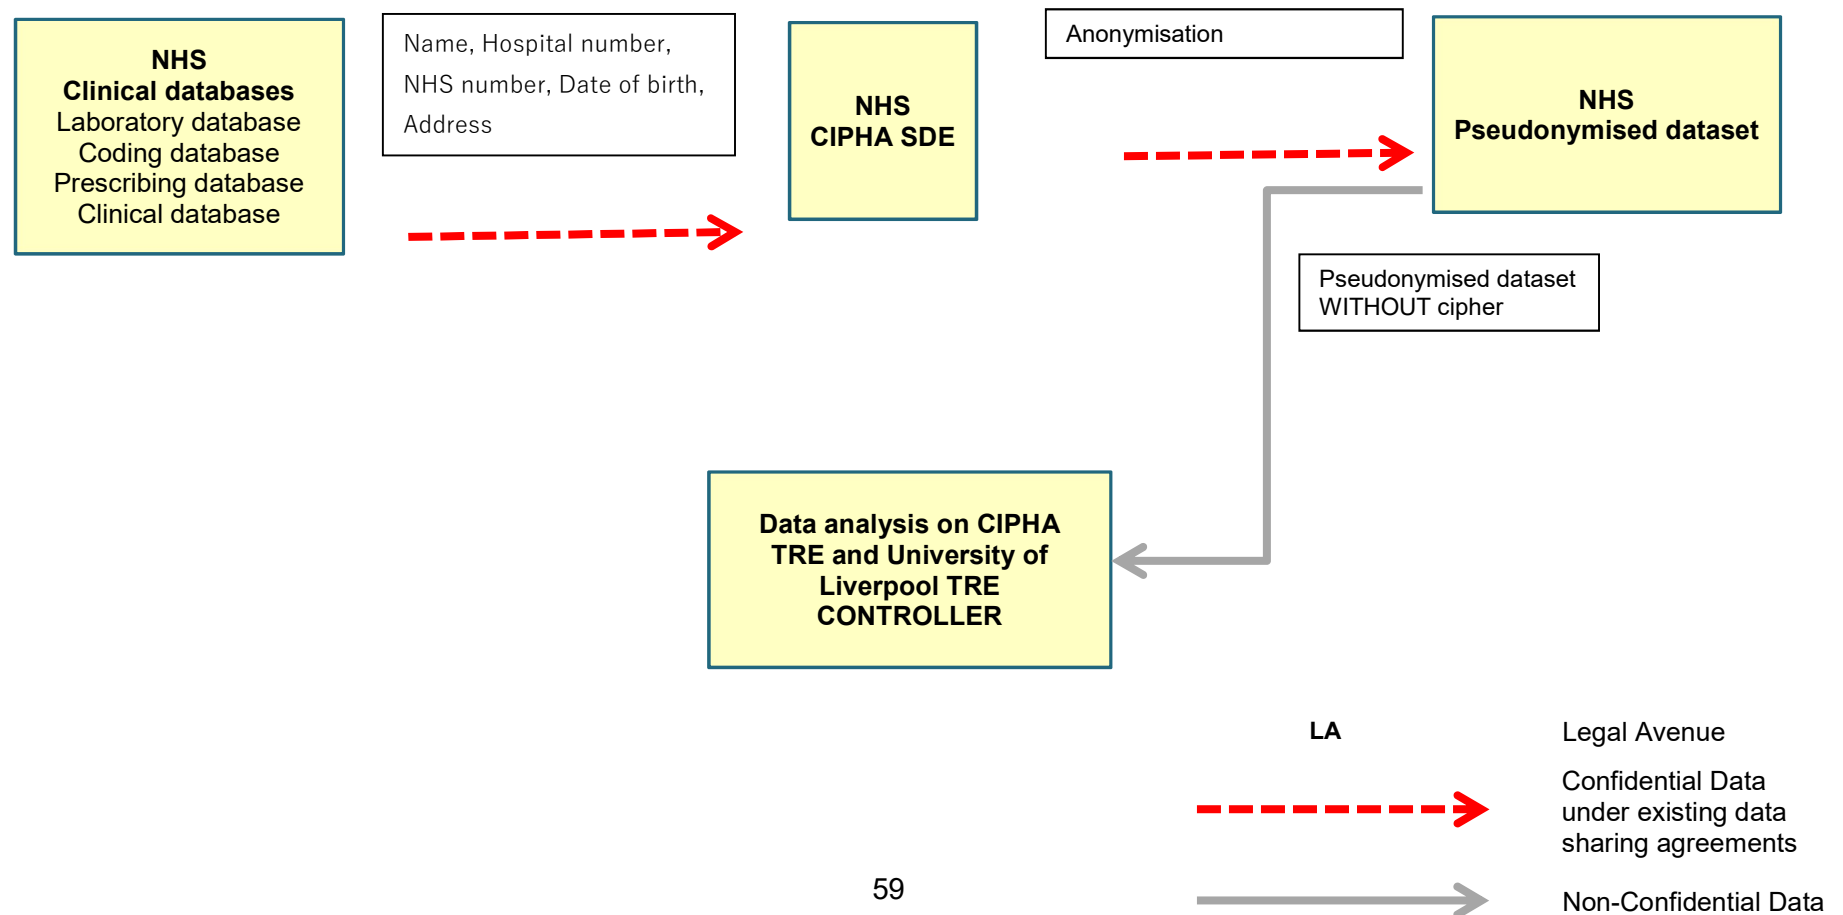 NHS
Clinical databases
Laboratory database
Coding database
Prescribing database
Clinical database
Name, Hospital number,
NHS number, Date of birth,
Address
NHS
CIPHA SDE
Anonymisation
NHS
Pseudonymised dataset
Pseudonymised dataset
WITHOUT cipher
Data analysis on CIPHA
TRE and University of
Liverpool TRE
CONTROLLER
LA
Legal Avenue
Confidential Data
under existing data
sharing agreements
Non-Confidential Data
59